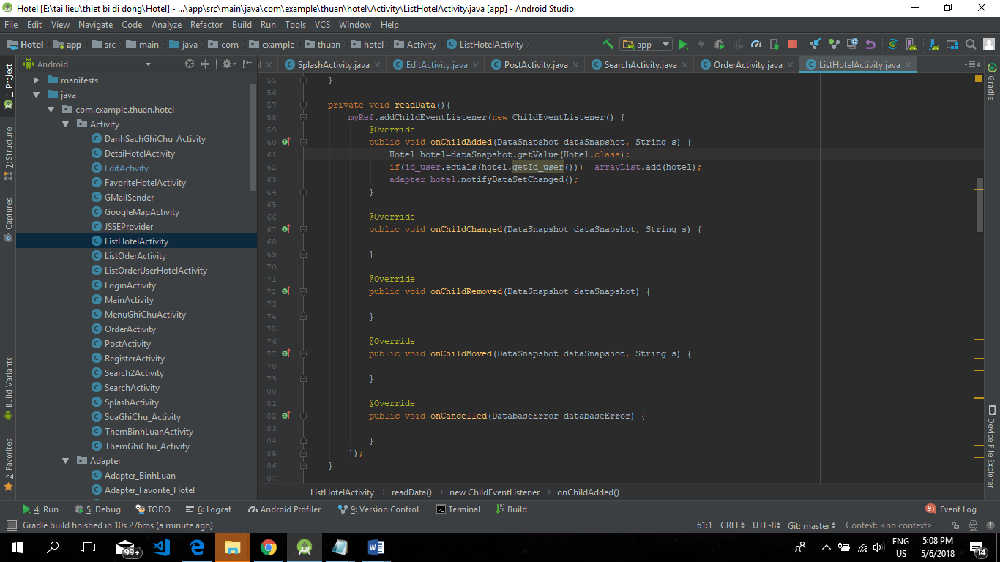 Hotel [E:\tai lieu\thiet bi di dong\Hotel] - ...\app\src\main\java\com\example\thuan\hotel\Activity\ListHotelActivity.java [app] - Android Studio
File Edit View Navigate Code Analyze Refactor Build Run Tools VCS Window Help
Hotel app src main java com example thuan hotel Activity ListHotelActivity app
Android
SplashActivity.java EditActivity.java PostActivity.java SearchActivity.java OrderActivity.java ListHotelActivity.java 4
1: Project
7: Structure
Captures
Build Variants
2: Favorites
manifests
java
com.example.thuan.hotel
Activity
DanhSachGhiChu_Activity
DetaiHotelActivity
EditActivity
FavoriteHotelActivity
GMailSender
GoogleMapActivity
JSSEProvider
ListHotelActivity
ListOderActivity
ListOrderUserHotelActivity
LoginActivity
MainActivity
MenuGhiChuActivity
OrderActivity
PostActivity
RegisterActivity
Search2Activity
SearchActivity
SplashActivity
SuaGhiChu_Activity
ThemBinhLuanActivity
ThemGhiChu_Activity
Adapter
Adapter_BinhLuan
Adapter_Favorite_Hotel
55 }
56
57 private void readData(){
58 myRef.addChildEventListener(new ChildEventListener() {
59 @Override
60 public void onChildAdded(DataSnapshot dataSnapshot, String s) {
61 Hotel hotel=dataSnapshot.getValue(Hotel.class);
62 if(id_user.equals(hotel.getId_user())) arrayList.add(hotel);
63 adapter_hotel.notifyDataSetChanged();
64 }
65
66 @Override
67 public void onChildChanged(DataSnapshot dataSnapshot, String s) {
68
69 }
70
71 @Override
72 public void onChildRemoved(DataSnapshot dataSnapshot) {
73
74 }
75
76 @Override
77 public void onChildMoved(DataSnapshot dataSnapshot, String s) {
78
79 }
80
81 @Override
82 public void onCancelled(DatabaseError databaseError) {
83
84 }
85 });
86 }
87
Gradle
Device File Explorer
ListHotelActivity readData() new ChildEventListener onChildAdded()
4: Run 5: Debug TODO 6: Logcat Android Profiler 9: Version Control Terminal Build 9+ Event Log
Gradle build finished in 10s 276ms (a minute ago) 61:1 CRLF UTF-8 Git: master Context: <no context>
99+ ENG US 5:08 PM 5/6/2018 14